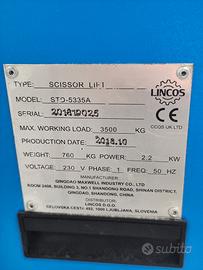 LINCOS
CCGS UK LTD
TYPE: SCISSOR LIFT
MODEL: STD-5335A
SERIAL: 201819025
MAX. WORKING LOAD: 3500 KG
PRODUCTION DATE: 2018.10
WEIGHT: 760 KG POWER: 2.2 KW
VOLTAGE: 230 V PHASE: 1 FREQ: 50 HZ
QINGDAO MAXWELL INDUSTRY CO., LTD
ROOM 2408, BUILDING 3, NO.1 SHANDONG ROAD, SHINAN DISTRICT,
QINGDAO, CHINA
DISTRIBUTOR:
LINCOS D.O.O.
CELOVSKA CESTA 492, 1000 LJUBLJANA, SLOVENIA
subito